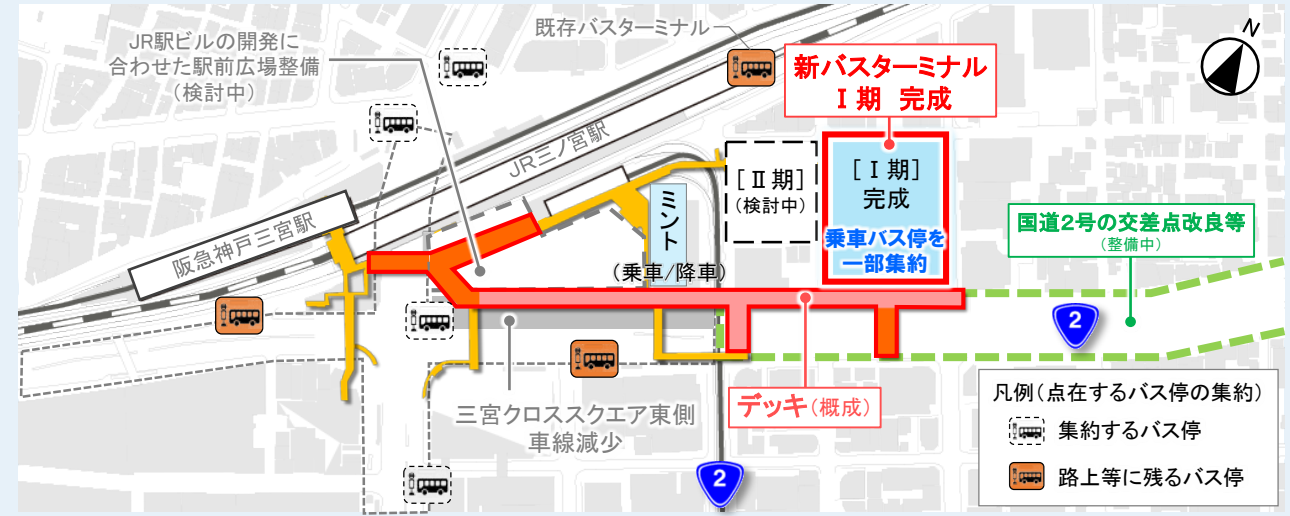 JR駅ビルの開発に
合わせた駅前広場整備
(検討中)
既存バスターミナル
新バスターミナル
Ⅰ期 完成
N
JR三ノ宮駅
阪急神戸三宮駅
ミント
(乗車/降車)
[Ⅱ期]
(検討中)
[Ⅰ期]
完成
乗車バス停を
一部集約
国道2号の交差点改良等
(整備中)
2
デッキ(概成)
三宮クロススクエア東側
車線減少
2
凡例(点在するバス停の集約)
集約するバス停
路上等に残るバス停